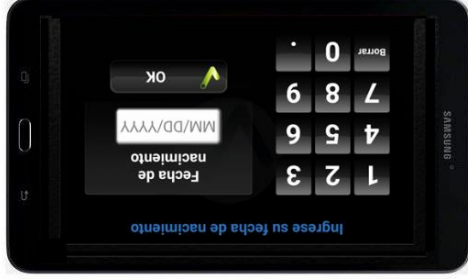 Ingrese su fecha de nacimiento
1 2 3
4 5 6
7 8 9
Borrar 0 .
Fecha de
nacimiento
MM/DD/YYYY
OK
SAMSUNG